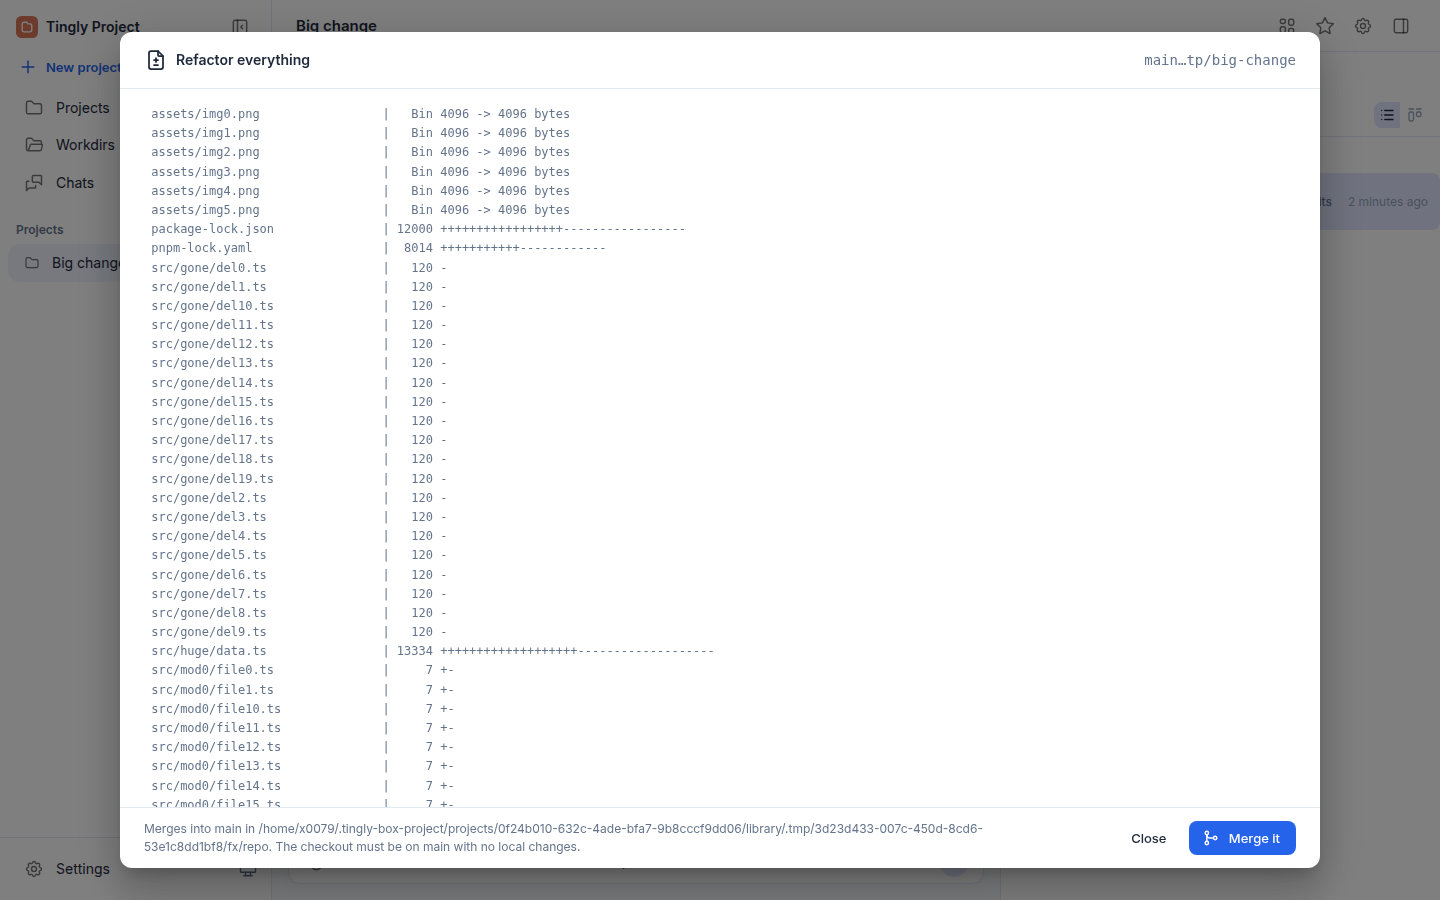 Tingly Project
Big change
New project
Projects
Workdirs
Chats
Projects
Big change
Settings
Refactor everything
main…tp/big-change
assets/img0.png | Bin 4096 -> 4096 bytes
assets/img1.png | Bin 4096 -> 4096 bytes
assets/img2.png | Bin 4096 -> 4096 bytes
assets/img3.png | Bin 4096 -> 4096 bytes
assets/img4.png | Bin 4096 -> 4096 bytes
assets/img5.png | Bin 4096 -> 4096 bytes
package-lock.json | 12000 +++++++++++++++++-----------------
pnpm-lock.yaml | 8014 +++++++++++------------
src/gone/del0.ts | 120 -
src/gone/del1.ts | 120 -
src/gone/del10.ts | 120 -
src/gone/del11.ts | 120 -
src/gone/del12.ts | 120 -
src/gone/del13.ts | 120 -
src/gone/del14.ts | 120 -
src/gone/del15.ts | 120 -
src/gone/del16.ts | 120 -
src/gone/del17.ts | 120 -
src/gone/del18.ts | 120 -
src/gone/del19.ts | 120 -
src/gone/del2.ts | 120 -
src/gone/del3.ts | 120 -
src/gone/del4.ts | 120 -
src/gone/del5.ts | 120 -
src/gone/del6.ts | 120 -
src/gone/del7.ts | 120 -
src/gone/del8.ts | 120 -
src/gone/del9.ts | 120 -
src/huge/data.ts | 13334 +++++++++++++++++++-------------------
src/mod0/file0.ts | 7 +-
src/mod0/file1.ts | 7 +-
src/mod0/file10.ts | 7 +-
src/mod0/file11.ts | 7 +-
src/mod0/file12.ts | 7 +-
src/mod0/file13.ts | 7 +-
src/mod0/file14.ts | 7 +-
src/mod0/file15.ts | 7 +-
2 minutes ago
Merges into main in /home/x0079/.tingly-box-project/projects/0f24b010-632c-4ade-bfa7-9b8cccf9dd06/library/.tmp/3d23d433-007c-450d-8cd6-
53e1c8dd1bf8/fx/repo. The checkout must be on main with no local changes.
Close
Merge it